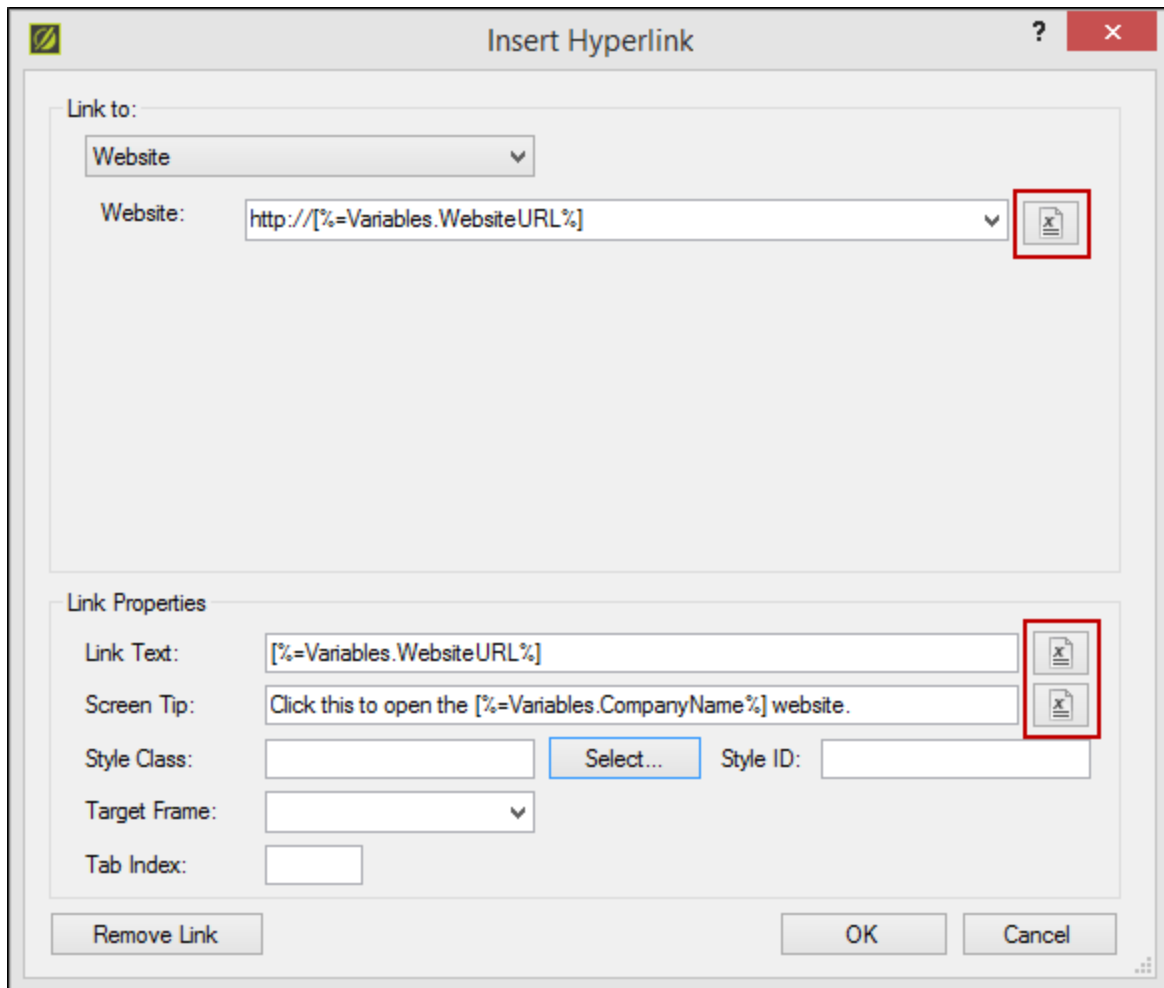 Insert Hyperlink
?
Link to:
Website
Website: http://[%=Variables.WebsiteURL%]
Link Properties
Link Text: [%=Variables.WebsiteURL%]
Screen Tip: Click this to open the [%=Variables.CompanyName%] website.
Style Class: Select... Style ID:
Target Frame:
Tab Index:
Remove Link OK Cancel